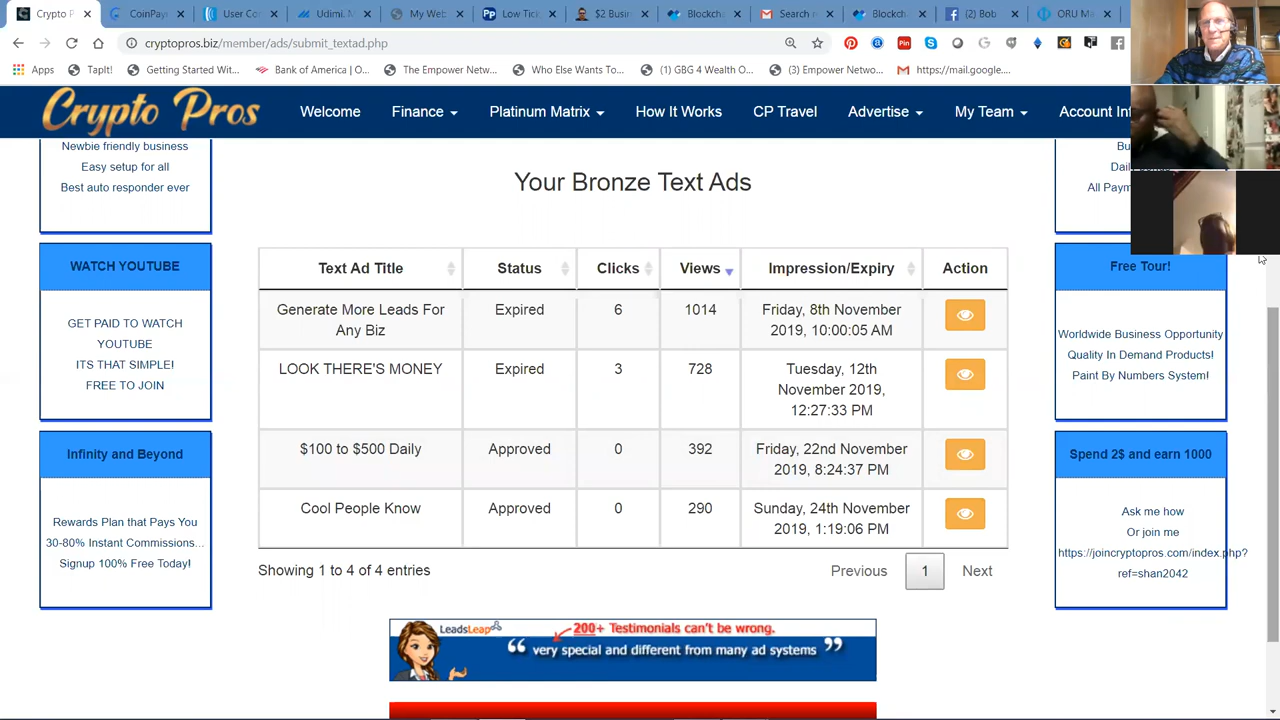 Crypto P
CoinPay
User Co
Udimi. M
My Web
Low Tick
$2 Busin
Blockch
Search r
Blockch
(2) Bob
ORU Me
cryptopros.biz/member/ads/submit_textad.php
Apps
TapIt!
Getting Started Wit...
Bank of America | O...
The Empower Netw...
Who Else Wants To...
(1) GBG 4 Wealth O...
(3) Empower Netwo...
https://mail.google....
Crypto Pros
Welcome
Finance
Platinum Matrix
How It Works
CP Travel
Advertise
My Team
Account Inf
Newbie friendly business
Easy setup for all
Best auto responder ever
WATCH YOUTUBE
GET PAID TO WATCH
YOUTUBE
ITS THAT SIMPLE!
FREE TO JOIN
Infinity and Beyond
Rewards Plan that Pays You
30-80% Instant Commissions...
Signup 100% Free Today!
Your Bronze Text Ads
Text Ad Title Status Clicks Views Impression/Expiry Action
Generate More Leads For Expired 6 1014 Friday, 8th November
Any Biz 2019, 10:00:05 AM
LOOK THERE'S MONEY Expired 3 728 Tuesday, 12th
November 2019,
12:27:33 PM
$100 to $500 Daily Approved 0 392 Friday, 22nd November
2019, 8:24:37 PM
Cool People Know Approved 0 290 Sunday, 24th November
2019, 1:19:06 PM
Showing 1 to 4 of 4 entries
Previous 1 Next
LeadsLeap
200+ Testimonials can't be wrong.
“ very special and different from many ad systems ”
Bu
Dail
All Paym
Free Tour!
Worldwide Business Opportunity
Quality In Demand Products!
Paint By Numbers System!
Spend 2$ and earn 1000
Ask me how
Or join me
https://joincryptopros.com/index.php?
ref=shan2042